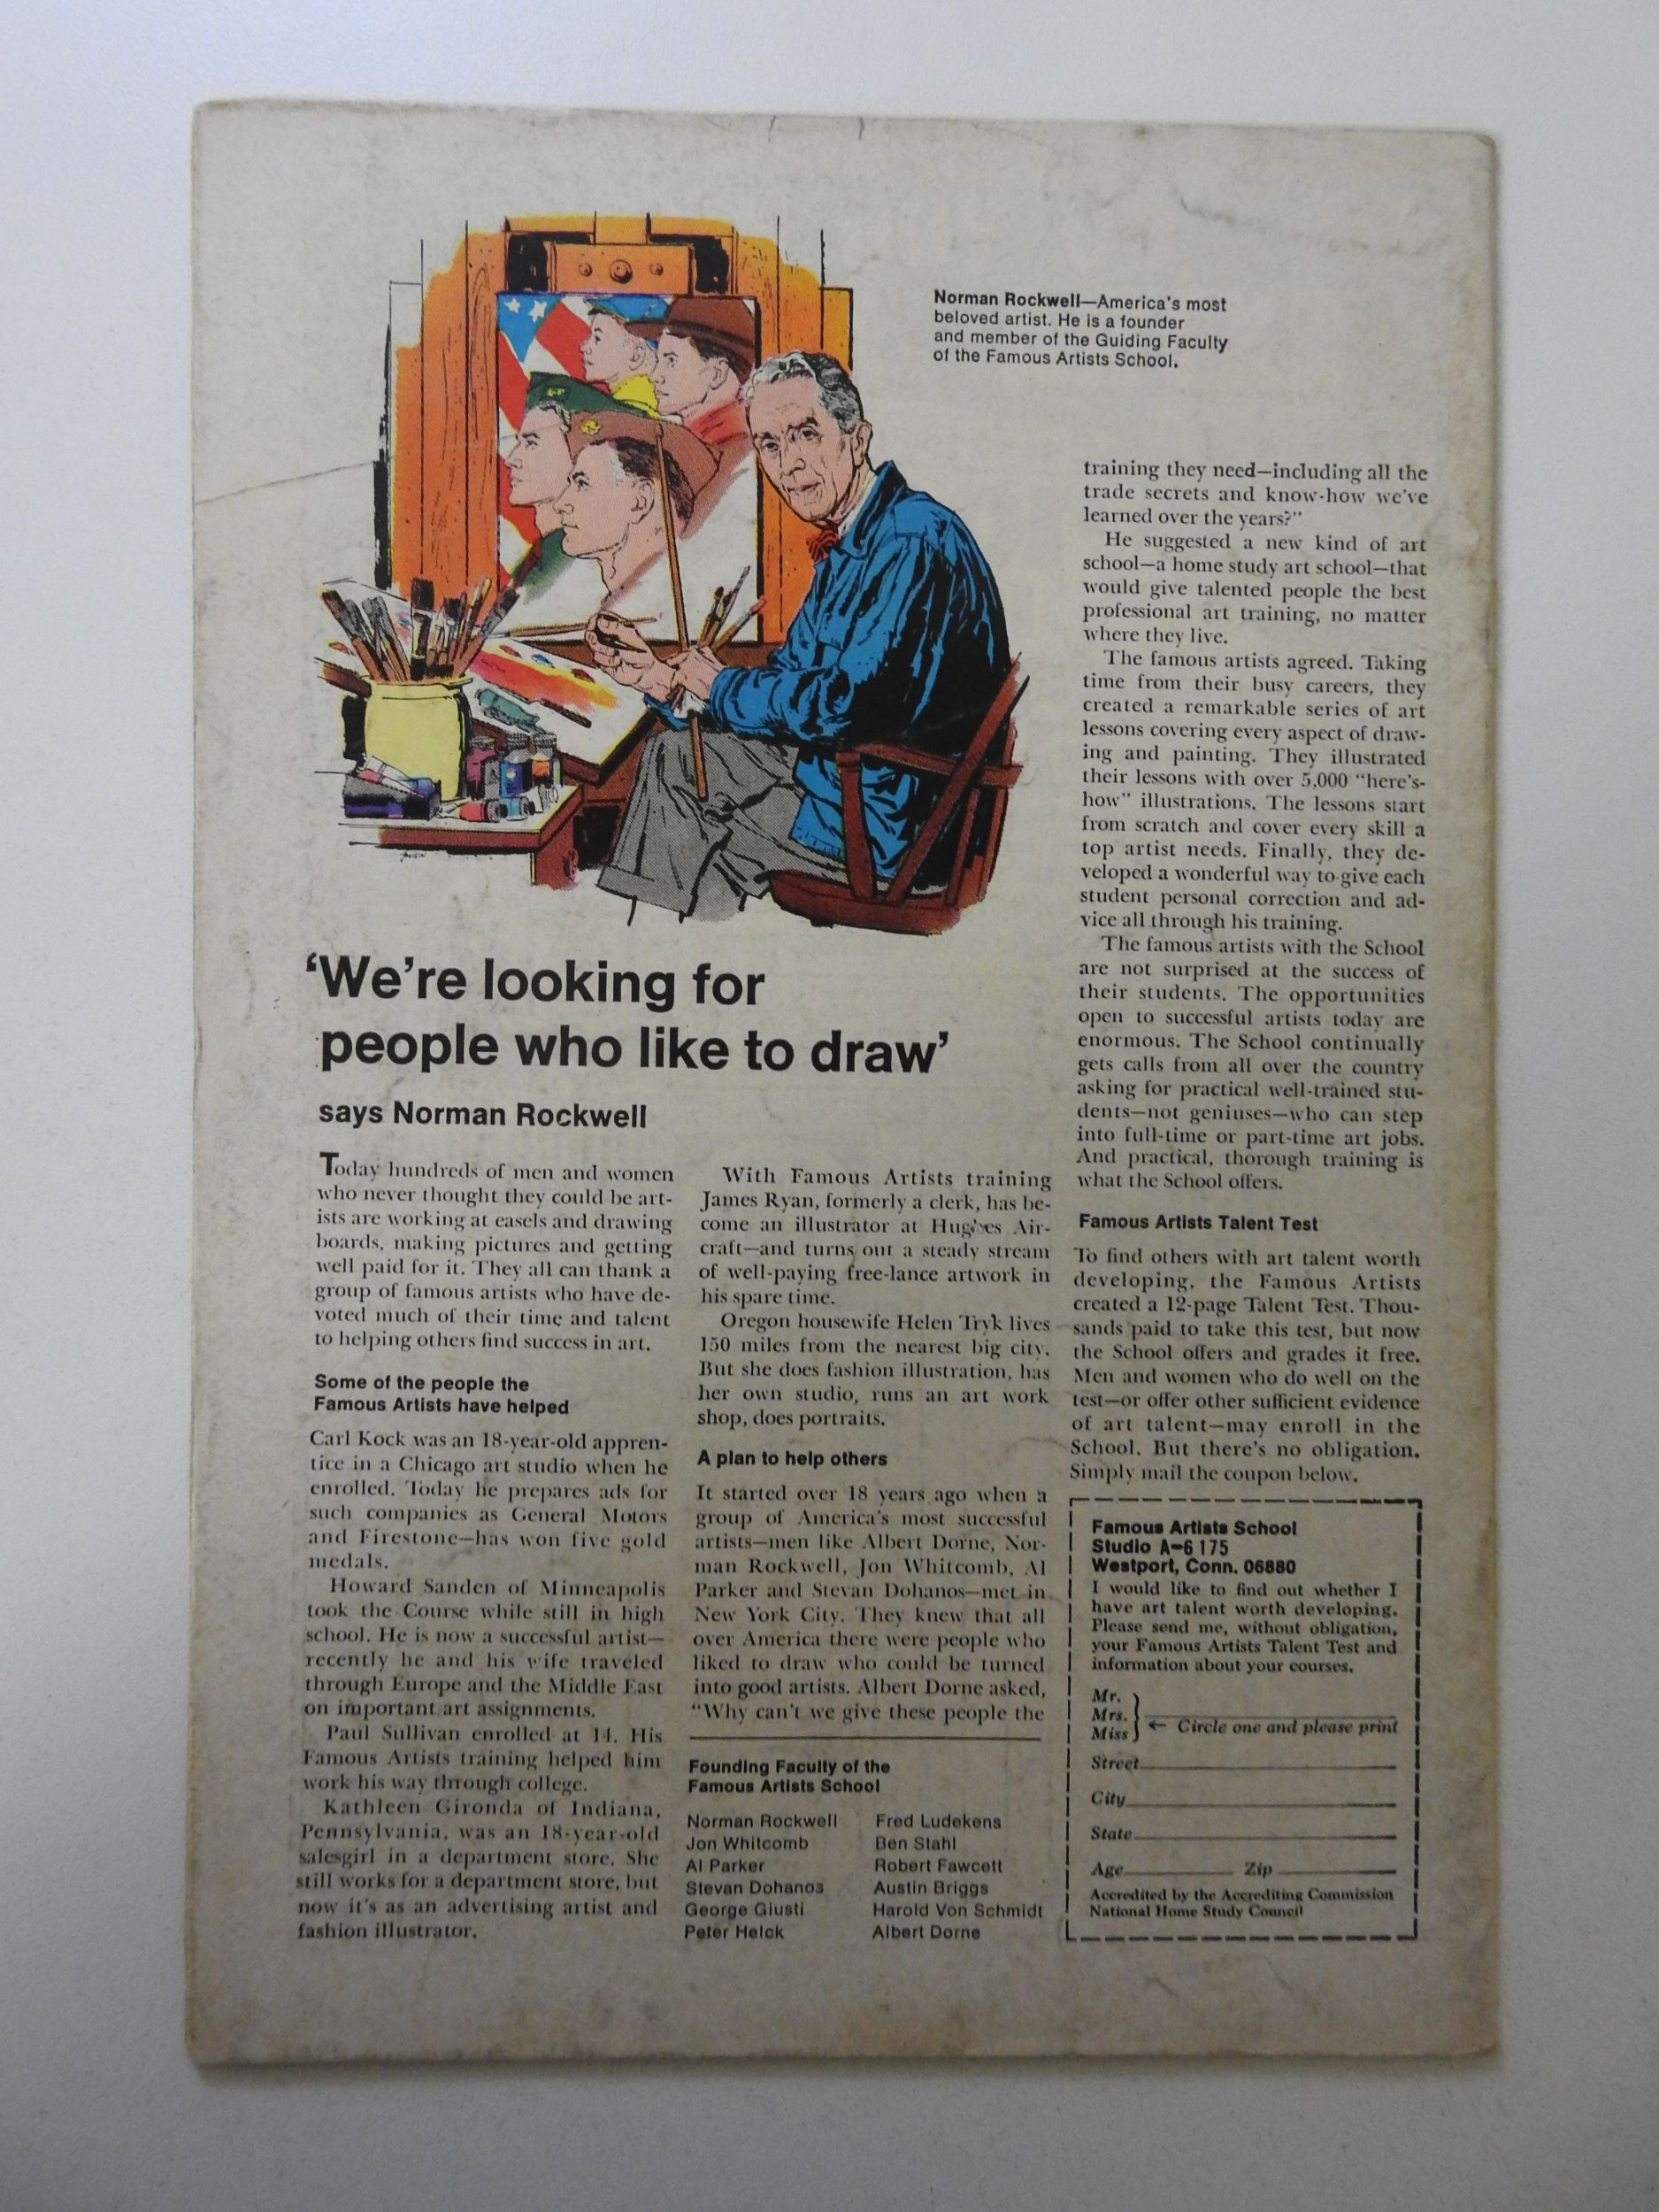 Norman Rockwell—America's most
beloved artist. He is a founder
and member of the Guiding Faculty
of the Famous Artists School.
'We're looking for
people who like to draw'
says Norman Rockwell
Today hundreds of men and women
who never thought they could be art-
ists are working at easels and drawing
boards, making pictures and getting
well paid for it. They all can thank a
group of famous artists who have de-
voted much of their time and talent
to helping others find success in art.
Some of the people the
Famous Artists have helped
Carl Kock was an 18-year-old appren-
tice in a Chicago art studio when he
enrolled. Today he prepares ads for
such companies as General Motors
and Firestone—has won five gold
medals.
Howard Sanden of Minneapolis
took the Course while still in high
school. He is now a successful artist—
recently he and his wife traveled
through Europe and the Middle East
on important art assignments.
Paul Sullivan enrolled at 14. His
Famous Artists training helped him
work his way through college.
Kathleen Gironda of Indiana,
Pennsylvania, was an 18-year-old
salesgirl in a department store. She
still works for a department store, but
now it's as an advertising artist and
fashion illustrator.
With Famous Artists training
James Ryan, formerly a clerk, has be-
come an illustrator at Hughes Air-
craft—and turns out a steady stream
of well-paying free-lance artwork in
his spare time.
Oregon housewife Helen Tryk lives
150 miles from the nearest big city.
But she does fashion illustration, has
her own studio, runs an art work
shop, does portraits.
A plan to help others
It started over 18 years ago when a
group of America's most successful
artists—men like Albert Dorne, Nor-
man Rockwell, Jon Whitcomb, Al
Parker and Stevan Dohanos—met in
New York City. They knew that all
over America there were people who
liked to draw who could be turned
into good artists. Albert Dorne asked,
"Why can't we give these people the
training they need—including all the
trade secrets and know-how we've
learned over the years?"
He suggested a new kind of art
school—a home study art school—that
would give talented people the best
professional art training, no matter
where they live.
The famous artists agreed. Taking
time from their busy careers, they
created a remarkable series of art
lessons covering every aspect of draw-
ing and painting. They illustrated
their lessons with over 5,000 "here's-
how" illustrations. The lessons start
from scratch and cover every skill a
top artist needs. Finally, they de-
veloped a wonderful way to give each
student personal correction and ad-
vice all through his training.
The famous artists with the School
are not surprised at the success of
their students. The opportunities
open to successful artists today are
enormous. The School continually
gets calls from all over the country
asking for practical well-trained stu-
dents—not geniuses—who can step
into full-time or part-time art jobs.
And practical, thorough training is
what the School offers.
Famous Artists Talent Test
To find others with art talent worth
developing, the Famous Artists
created a 12-page Talent Test. Thou-
sands paid to take this test, but now
the School offers and grades it free.
Men and women who do well on the
test—or offer other sufficient evidence
of art talent—may enroll in the
School. But there's no obligation.
Simply mail the coupon below.
Founding Faculty of the
Famous Artists School
Norman Rockwell
Jon Whitcomb
Al Parker
Stevan Dohanos
George Giusti
Peter Helck
Fred Ludekens
Ben Stahl
Robert Fawcett
Austin Briggs
Harold Von Schmidt
Albert Dorne
Famous Artists School
Studio A-6175
Westport, Conn. 06880
I would like to find out whether I
have art talent worth developing.
Please send me, without obligation,
your Famous Artists Talent Test and
information about your courses.
Mr.
Mrs.
Miss ← Circle one and please print
Street
City
State
Age Zip
Accredited by the Accrediting Commission
National Home Study Council